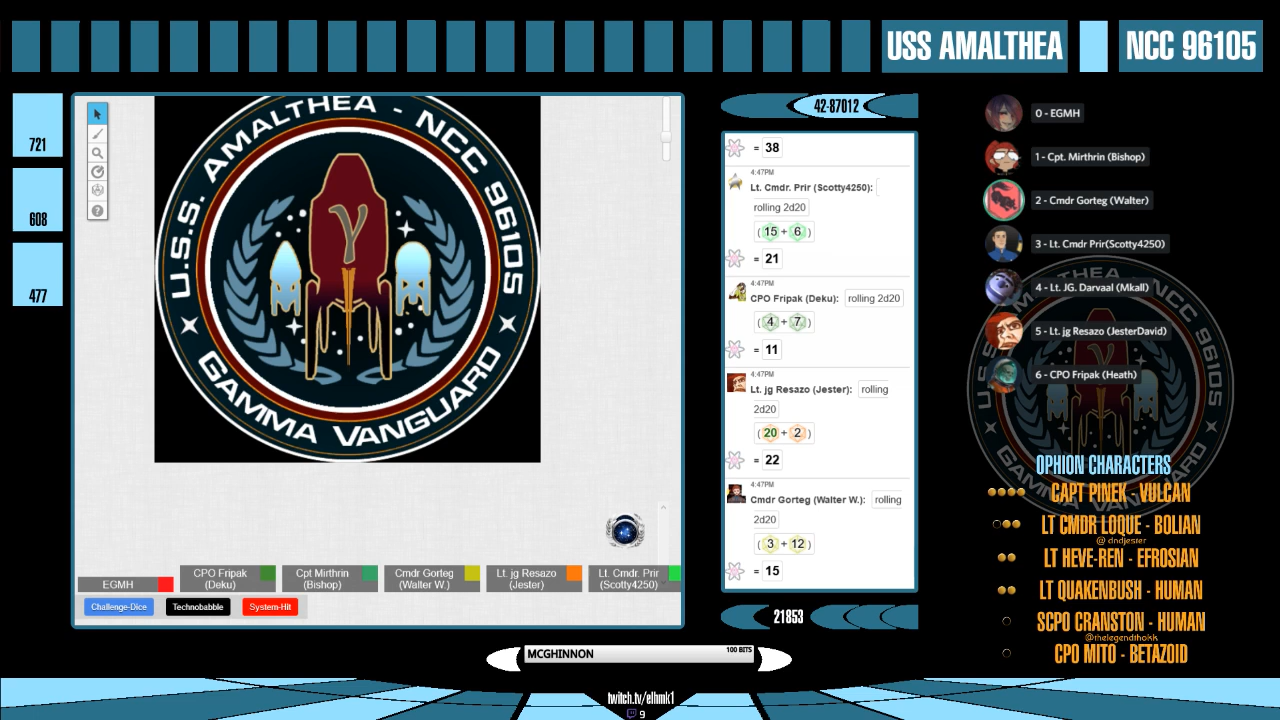 USS AMALTHEA
NCC 96105
721
608
477
U.S.S. AMALTHEA - NCC 96105
GAMMA VANGUARD
γ
EGMH
CPO Fripak
(Deku)
Cpt Mirthrin
(Bishop)
Cmdr Gorteg
(Walter W.)
Lt. jg Resazo
(Jester)
Lt. Cmdr. Prir
(Scotty4250)
Challenge-Dice
Technobabble
System-Hit
42-87012
= 38
4:47PM
Lt. Cmdr. Prir (Scotty4250):
rolling 2d20
(15+6)
= 21
4:47PM
CPO Fripak (Deku): rolling 2d20
(4+7)
= 11
4:47PM
Lt. jg Resazo (Jester): rolling
2d20
(20+2)
= 22
4:47PM
Cmdr Gorteg (Walter W.): rolling
2d20
(3+12)
= 15
21853
0 - EGMH
1 - Cpt. Mirthrin (Bishop)
2 - Cmdr Gorteg (Walter)
3 - Lt. Cmdr Prir(Scotty4250)
4 - Lt. JG. Darvaal (Mkall)
5 - Lt. jg Resazo (JesterDavid)
6 - CPO Fripak (Heath)
OPHION CHARACTERS
CAPT PINEK - VULCAN
LT CMDR LOQUE - BOLIAN
@dndjester
LT HEVE-REN - EFROSIAN
LT QUAKENBUSH - HUMAN
SCPO CRANSTON - HUMAN
@thelegendthokk
CPO MITO - BETAZOID
MCGHINNON
100 BITS
twitch.tv/elhmk1
9